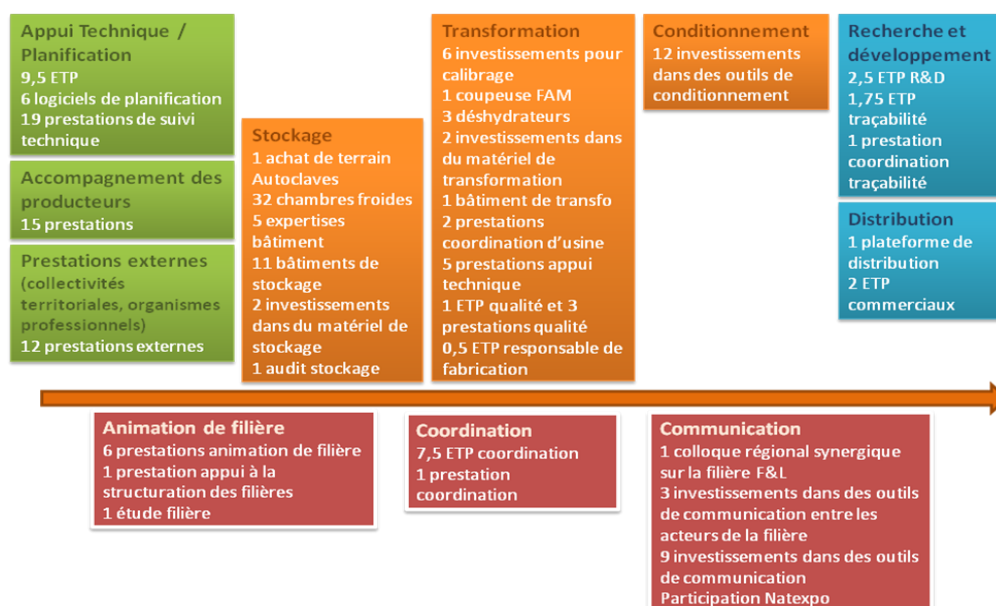 Appui Technique /
Planification
9,5 ETP
6 logiciels de planification
19 prestations de suivi
technique
Accompagnement des
producteurs
15 prestations
Prestations externes
(collectivités
territoriales, organismes
professionnels)
12 prestations externes
Stockage
1 achat de terrain
Autoclaves
32 chambres froides
5 expertises
bâtiment
11 bâtiments de
stockage
2 investissements
dans du matériel de
stockage
1 audit stockage
Transformation
6 investissements pour
calibrage
1 coupeuse FAM
3 déshydrateurs
2 investissements dans
du matériel de
transformation
1 bâtiment de transfo
2 prestations
coordination d'usine
5 prestations appui
technique
1 ETP qualité et 3
prestations qualité
0,5 ETP responsable de
fabrication
Conditionnement
12 investissements
dans des outils de
conditionnement
Recherche et
développement
2,5 ETP R&D
1,75 ETP
traçabilité
1 prestation
coordination
traçabilité
Distribution
1 plateforme de
distribution
2 ETP
commerciaux
Animation de filière
6 prestations animation de filière
1 prestation appui à la
structuration des filières
1 étude filière
Coordination
7,5 ETP coordination
1 prestation
coordination
Communication
1 colloque régional synergique
sur la filière F&L
3 investissements dans des outils
de communication entre les
acteurs de la filière
9 investissements dans des outils
de communication
Participation Natexpo